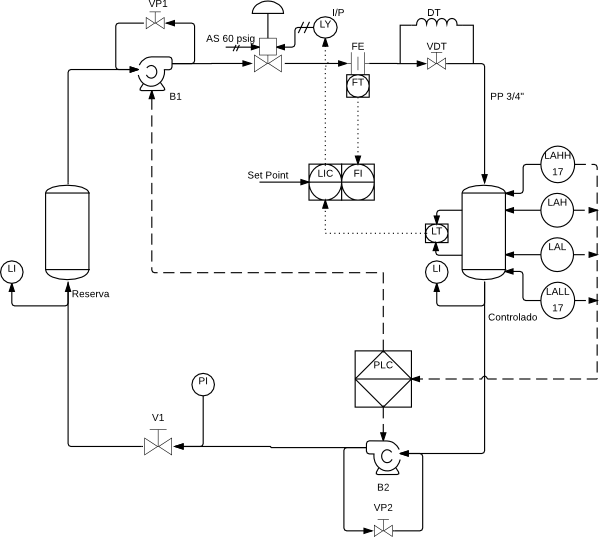 VP1
I/P
DT
AS 60 psig
LY
FE
VDT
FT
B1
PP 3/4"
LAHH
17
Set Point
LIC
FI
LAH
LT
LAL
LI
LI
Reserva
LALL
17
Controlado
PLC
PI
V1
B2
VP2
C
C